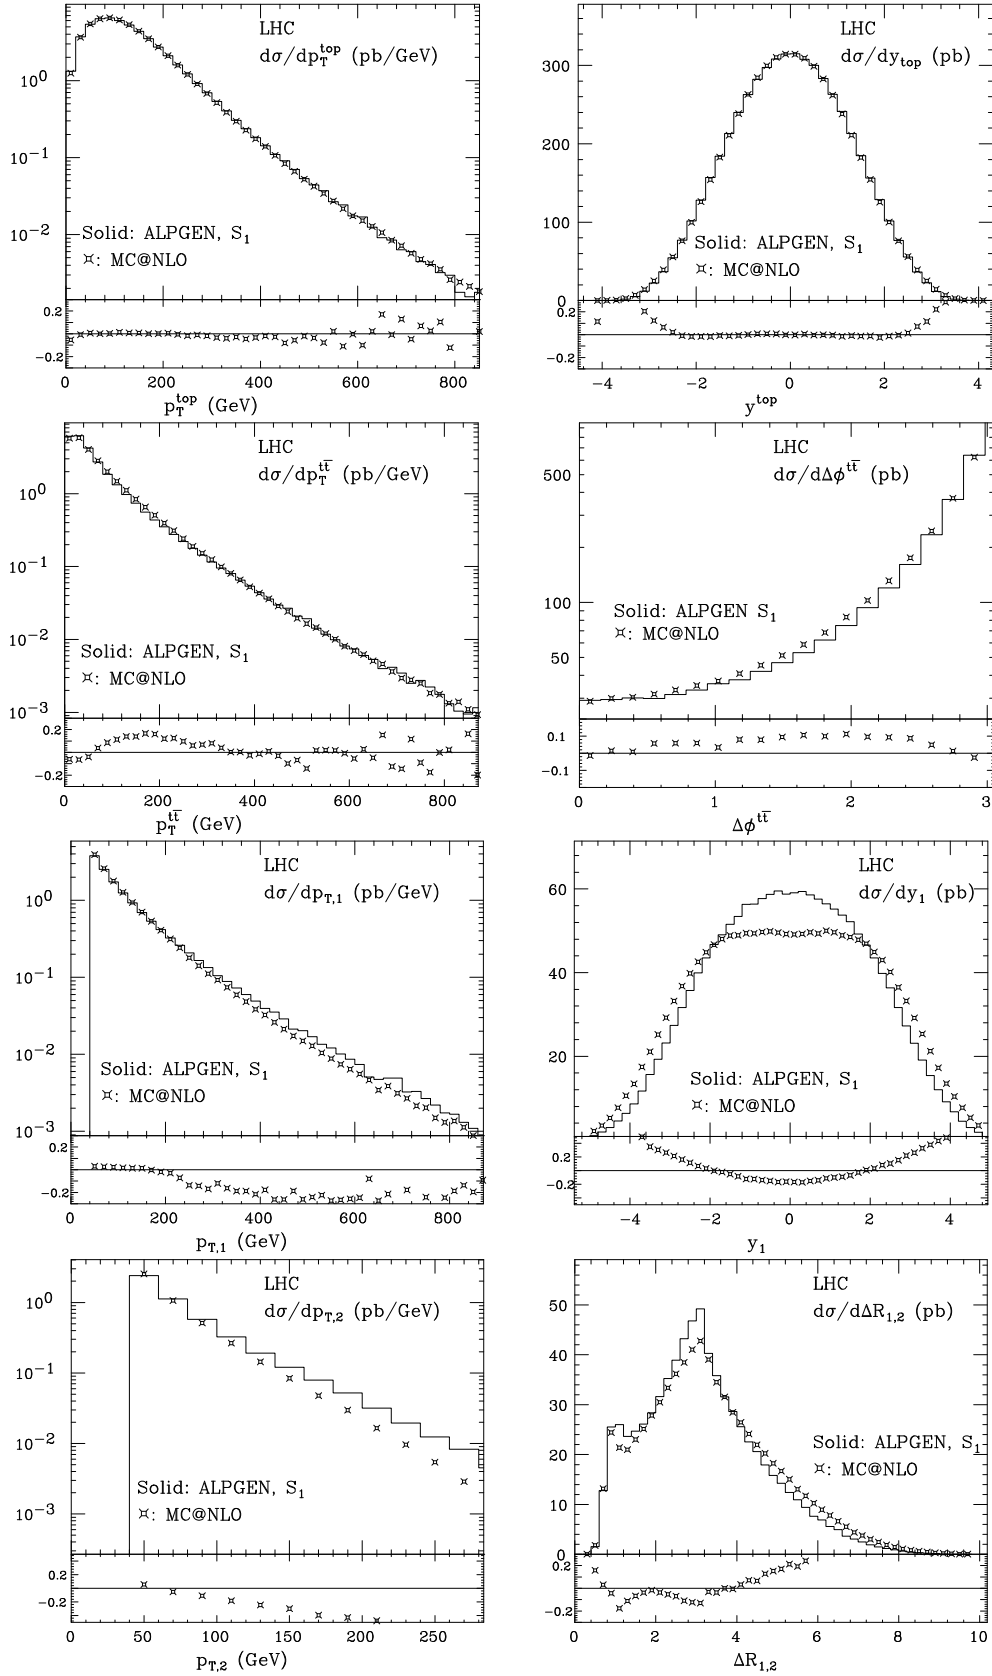 LHC
dσ/dp_T^top (pb/GeV)
10^0
10^-1
10^-2
Solid: ALPGEN, S_1
¤: MC@NLO
0.2
−0.2
0 200 400 600 800
p_T^top (GeV)
LHC
dσ/dy_top (pb)
300
200
100
0
Solid: ALPGEN, S_1
¤: MC@NLO
0.2
−0.2
−4 −2 0 2 4
y^top
LHC
dσ/dp_T^tt̅ (pb/GeV)
10^0
10^-1
10^-2
10^-3
Solid: ALPGEN, S_1
¤: MC@NLO
0.2
−0.2
0 200 400 600 800
p_T^tt̅ (GeV)
LHC
dσ/dΔϕ^tt̅ (pb)
500
100
50
Solid: ALPGEN S_1
¤: MC@NLO
0.1
−0.1
0 1 2 3
Δϕ^tt̅
LHC
dσ/dp_T,1 (pb/GeV)
10^0
10^-1
10^-2
10^-3
Solid: ALPGEN, S_1
¤: MC@NLO
0.2
−0.2
0 200 400 600 800
p_T,1 (GeV)
LHC
dσ/dy_1 (pb)
60
40
20
Solid: ALPGEN, S_1
¤: MC@NLO
0.2
−0.2
−4 −2 0 2 4
y_1
LHC
dσ/dp_T,2 (pb/GeV)
10^0
10^-1
10^-2
10^-3
Solid: ALPGEN, S_1
¤: MC@NLO
0.2
−0.2
0 50 100 150 200 250
p_T,2 (GeV)
LHC
dσ/dΔR_1,2 (pb)
50
40
30
20
10
0
Solid: ALPGEN, S_1
¤: MC@NLO
0.2
−0.2
0 2 4 6 8 10
ΔR_1,2